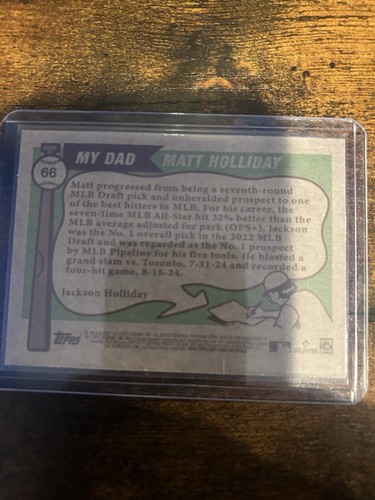 66
MY DAD MATT HOLLIDAY
Matt progressed from being a seventh-round
MLB Draft pick and unheralded prospect to one
of the best hitters in MLB. For his career, the
seven-time MLB All-Star hit 32% better than the
MLB average adjusted for park (OPS+). Jackson
was the No. 1 overall pick in the 2022 MLB
Draft and was regarded as the No. 1 prospect
by MLB Pipeline for his five tools. He blasted a
grand slam vs. Toronto, 7-31-24 and recorded a
four-hit game, 8-16-24.
Jackson Holliday
TOPPS